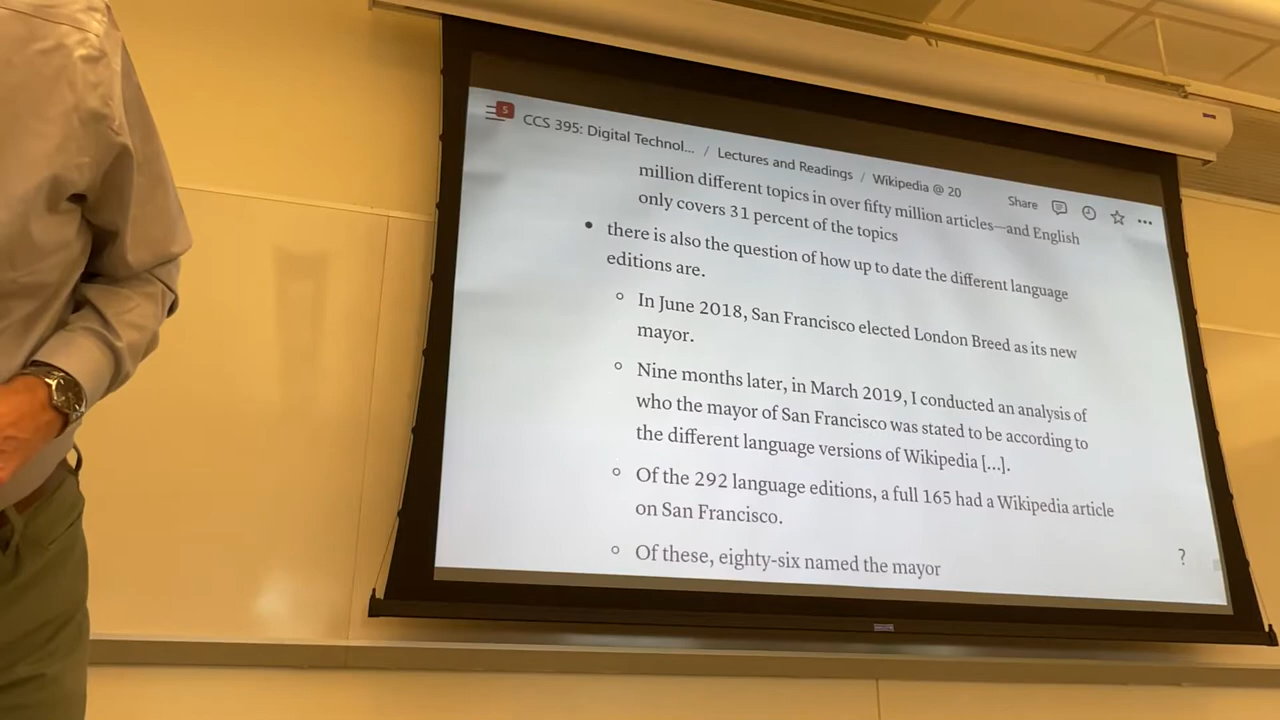 5
CCS 395: Digital Technol... / Lectures and Readings / Wikipedia @ 20
Share
million different topics in over fifty million articles—and English
only covers 31 percent of the topics
• there is also the question of how up to date the different language
editions are.
◦ In June 2018, San Francisco elected London Breed as its new
mayor.
◦ Nine months later, in March 2019, I conducted an analysis of
who the mayor of San Francisco was stated to be according to
the different language versions of Wikipedia [...].
◦ Of the 292 language editions, a full 165 had a Wikipedia article
on San Francisco.
◦ Of these, eighty-six named the mayor
?